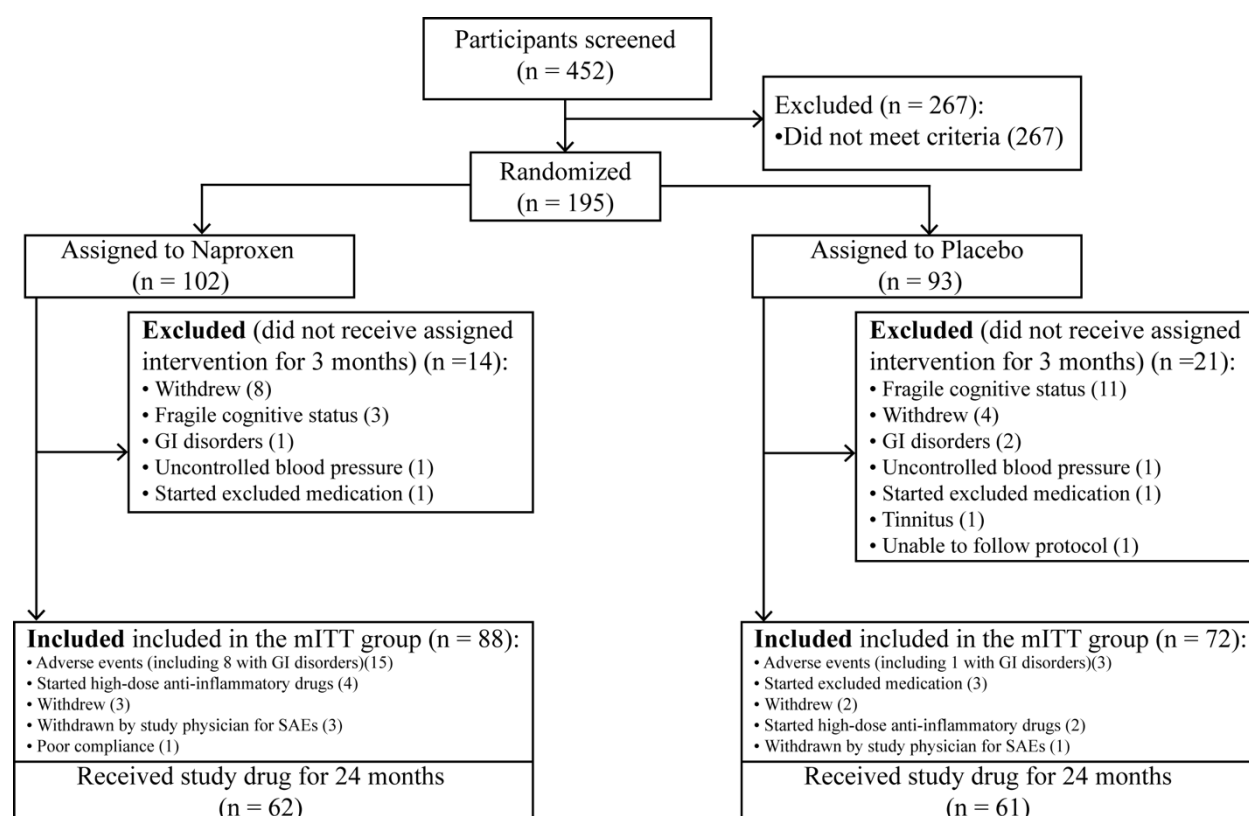 Participants screened
(n = 452)
Excluded (n = 267):
•Did not meet criteria (267)
Randomized
(n = 195)
Assigned to Naproxen
(n = 102)
Assigned to Placebo
(n = 93)
Excluded (did not receive assigned
intervention for 3 months) (n =14):
• Withdrew (8)
• Fragile cognitive status (3)
• GI disorders (1)
• Uncontrolled blood pressure (1)
• Started excluded medication (1)
Excluded (did not receive assigned
intervention for 3 months) (n =21):
• Fragile cognitive status (11)
• Withdrew (4)
• GI disorders (2)
• Uncontrolled blood pressure (1)
• Started excluded medication (1)
• Tinnitus (1)
• Unable to follow protocol (1)
Included included in the mITT group (n = 88):
• Adverse events (including 8 with GI disorders)(15)
• Started high-dose anti-inflammatory drugs (4)
• Withdrew (3)
• Withdrawn by study physician for SAEs (3)
• Poor compliance (1)
Received study drug for 24 months
(n = 62)
Included included in the mITT group (n = 72):
• Adverse events (including 1 with GI disorders)(3)
• Started excluded medication (3)
• Withdrew (2)
• Started high-dose anti-inflammatory drugs (2)
• Withdrawn by study physician for SAEs (1)
Received study drug for 24 months
(n = 61)